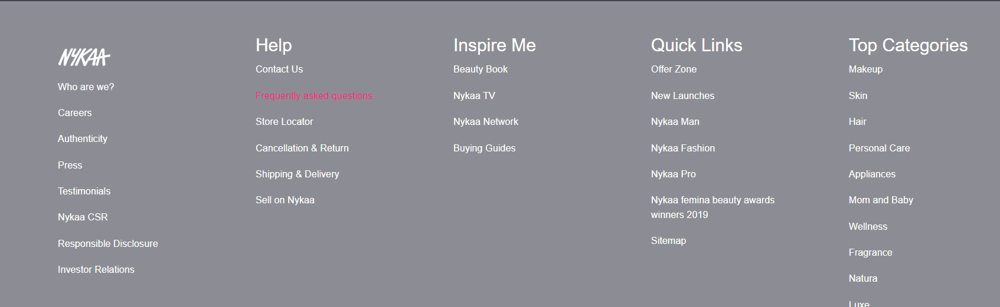 NYKAA
Who are we?
Careers
Authenticity
Press
Testimonials
Nykaa CSR
Responsible Disclosure
Investor Relations
Help
Contact Us
Frequently asked questions
Store Locator
Cancellation & Return
Shipping & Delivery
Sell on Nykaa
Inspire Me
Beauty Book
Nykaa TV
Nykaa Network
Buying Guides
Quick Links
Offer Zone
New Launches
Nykaa Man
Nykaa Fashion
Nykaa Pro
Nykaa femina beauty awards
winners 2019
Sitemap
Top Categories
Makeup
Skin
Hair
Personal Care
Appliances
Mom and Baby
Wellness
Fragrance
Natura
Luxe